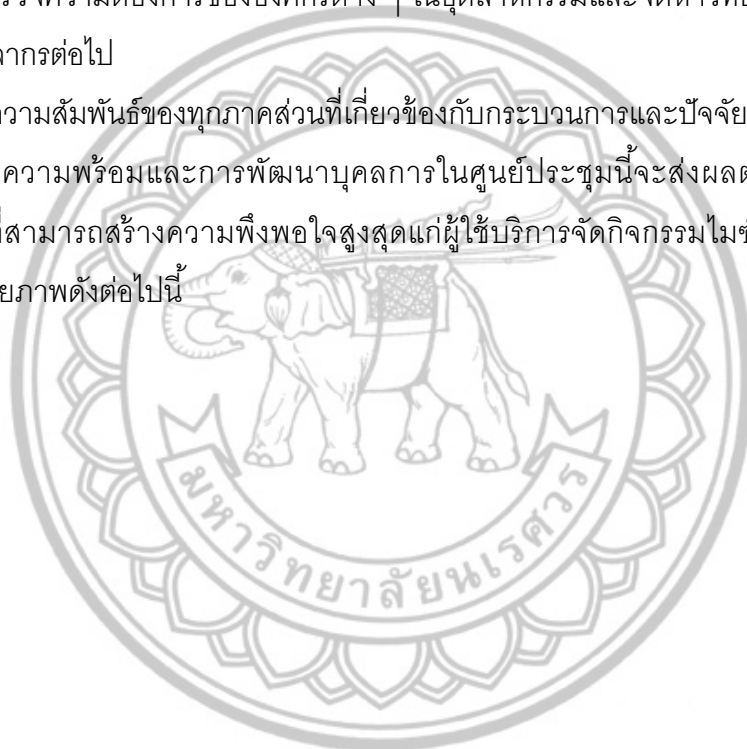 ความต้องการขององค์กรต่าง ๆ ในอุตสาหกรรมและจัดหาทรัพ
ลากรต่อไป
วามสัมพันธ์ของทุกภาคส่วนที่เกี่ยวข้องกับกระบวนการและปัจจัย
ความพร้อมและการพัฒนาบุคลการในศูนย์ประชุมนี้จะส่งผลต
ที่สามารถสร้างความพึงพอใจสูงสุดแก่ผู้ใช้บริการจัดกิจกรรมไมซ์
ยภาพดังต่อไปนี้
มหาวิทยาลัยนเรศวร